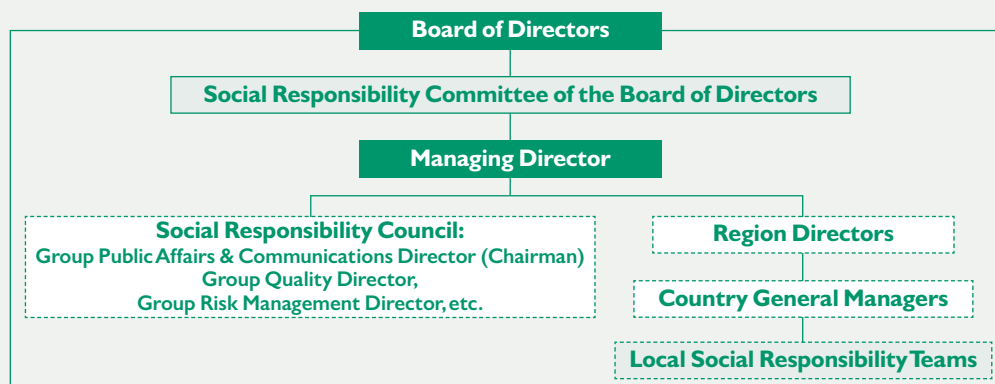 Board of Directors
Social Responsibility Committee of the Board of Directors
Managing Director
Social Responsibility Council:
Group Public Affairs & Communications Director (Chairman)
Group Quality Director,
Group Risk Management Director, etc.
Region Directors
Country General Managers
Local Social Responsibility Teams